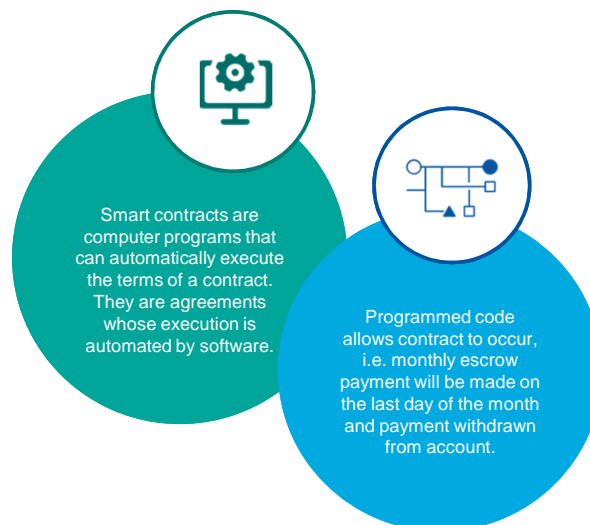 Smart contracts are
computer programs that
can automatically execute
the terms of a contract.
They are agreements
whose execution is
automated by software.
Programmed code
allows contract to occur,
i.e. monthly escrow
payment will be made on
the last day of the month
and payment withdrawn
from account.